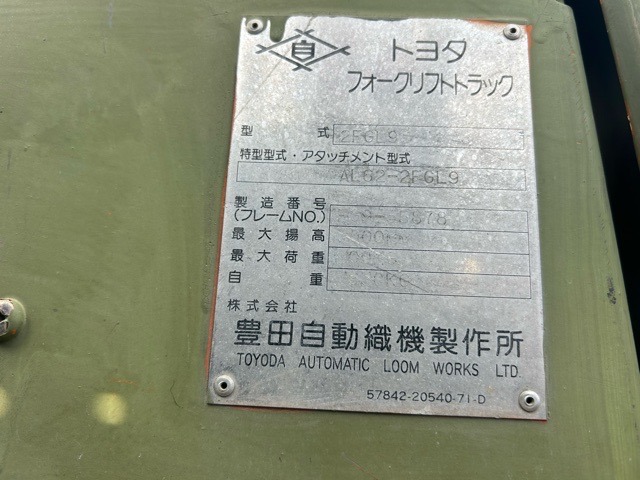 自 トヨタ
フォークリフトトラック
型 式 2FGL9
特型型式・アタッチメント型式
AL02-2FGL9
製造番号
(フレームNO.)
最大揚高
最大荷重
自 重
株式会社
豊田自動織機製作所
TOYODA AUTOMATIC LOOM WORKS LTD.
57842-20540-71-D